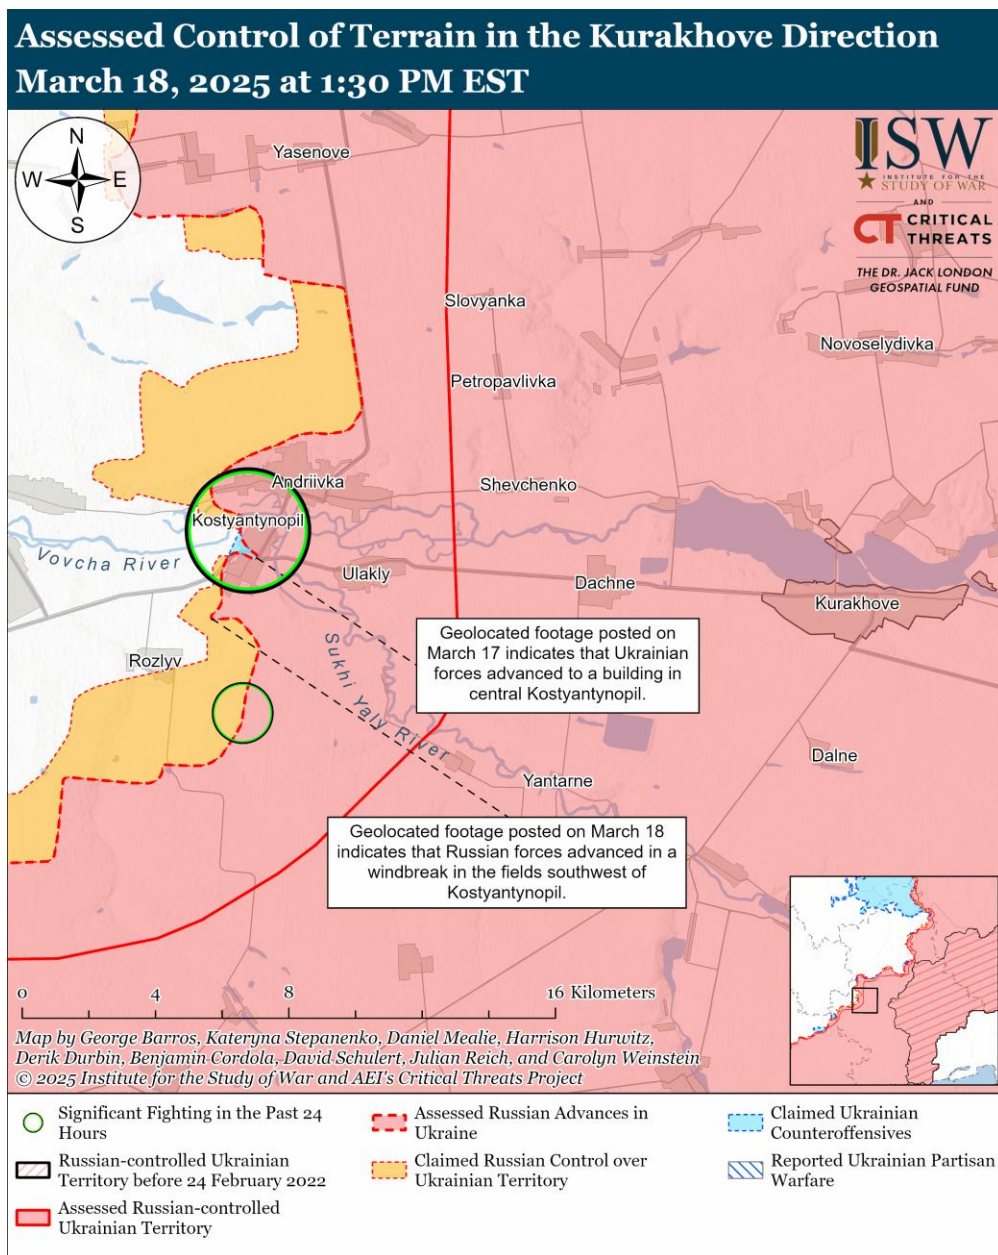 Assessed Control of Terrain in the Kurakhove Direction
March 18, 2025 at 1:30 PM EST
N
W
E
S
ISW
INSTITUTE FOR THE
STUDY OF WAR
AND
CT CRITICAL
THREATS
THE DR. JACK LONDON
GEOSPATIAL FUND
Yasenove
Slovyanka
Novoselydivka
Petropavlivka
Andriivka
Shevchenko
Kostyantynopil
Vovcha River
Ulakly
Dachne
Kurakhove
Geolocated footage posted on
March 17 indicates that Ukrainian
forces advanced to a building in
central Kostyantynopil.
Rozlyv
Sukhi Yaly River
Dalne
Yantarne
Geolocated footage posted on March 18
indicates that Russian forces advanced in a
windbreak in the fields southwest of
Kostyantynopil.
0 4 8 16 Kilometers
Map by George Barros, Kateryna Stepanenko, Daniel Mealie, Harrison Hurwitz,
Derik Durbin, Benjamin Cordola, David Schulert, Julian Reich, and Carolyn Weinstein
© 2025 Institute for the Study of War and AEI's Critical Threats Project
Significant Fighting in the Past 24
Hours
Russian-controlled Ukrainian
Territory before 24 February 2022
Assessed Russian-controlled
Ukrainian Territory
Assessed Russian Advances in
Ukraine
Claimed Russian Control over
Ukrainian Territory
Claimed Ukrainian
Counteroffensives
Reported Ukrainian Partisan
Warfare